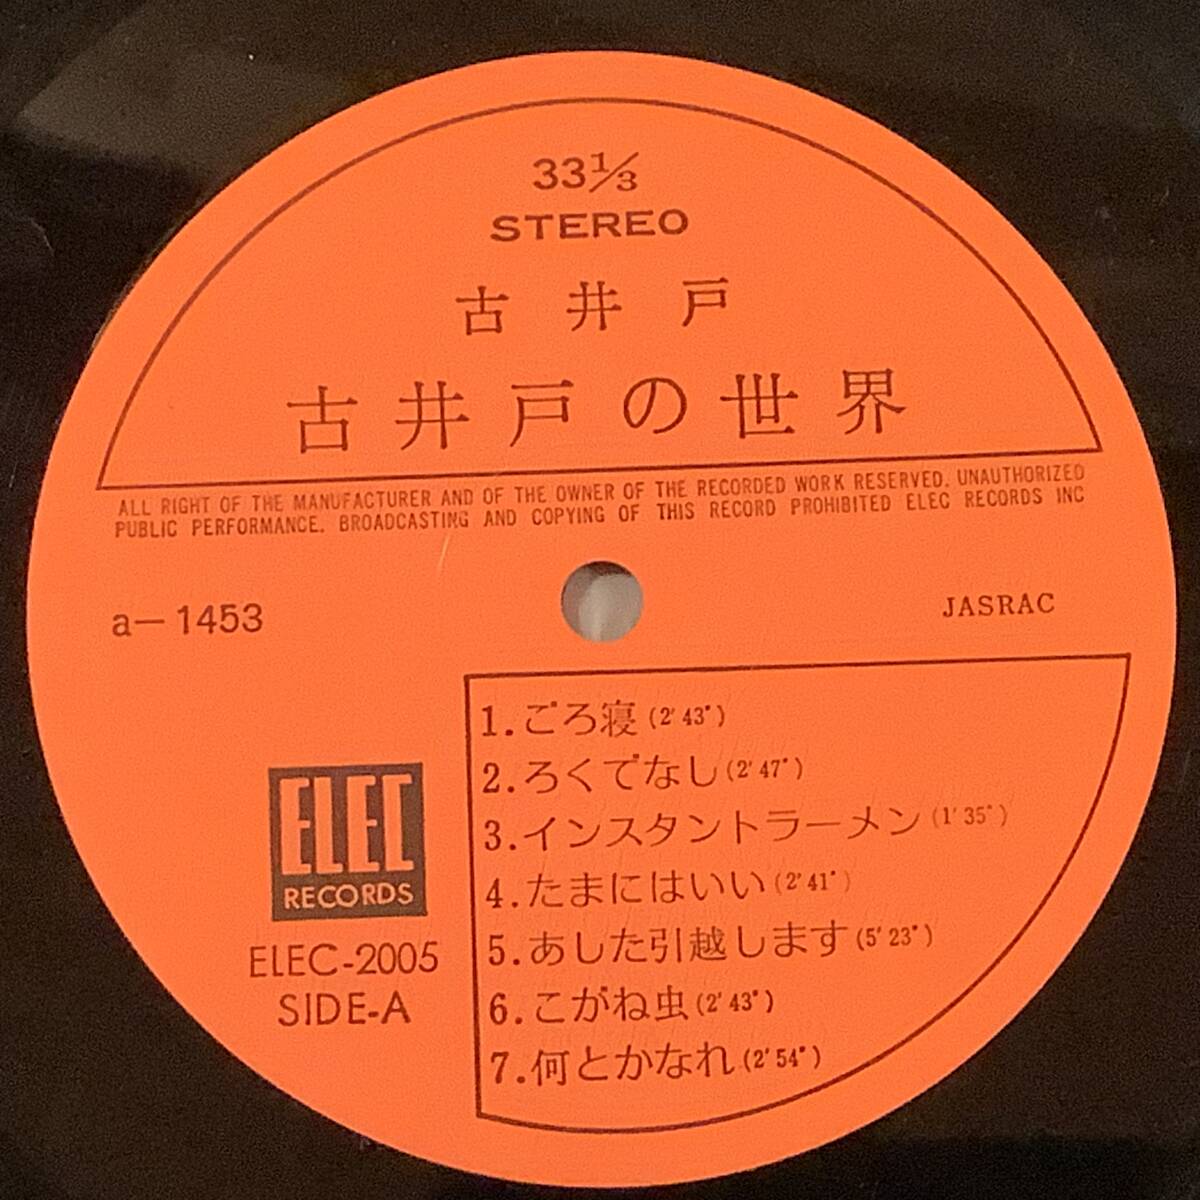 33⅓
STEREO
古井戸
古井戸の世界
ALL RIGHT OF THE MANUFACTURER AND OF THE OWNER OF THE RECORDED WORK RESERVED. UNAUTHORIZED
PUBLIC PERFORMANCE. BROADCASTING AND COPYING OF THIS RECORD PROHIBITED ELEC RECORDS INC
a-1453
JASRAC
1.ごろ寝(2'43")
2.ろくでなし(2'47")
3.インスタントラーメン(1'35")
4.たまにはいい(2'41")
5.あした引越します(5'23")
6.こがね虫(2'43")
7.何とかなれ(2'54")
ELEC
RECORDS
ELEC-2005
SIDE-A